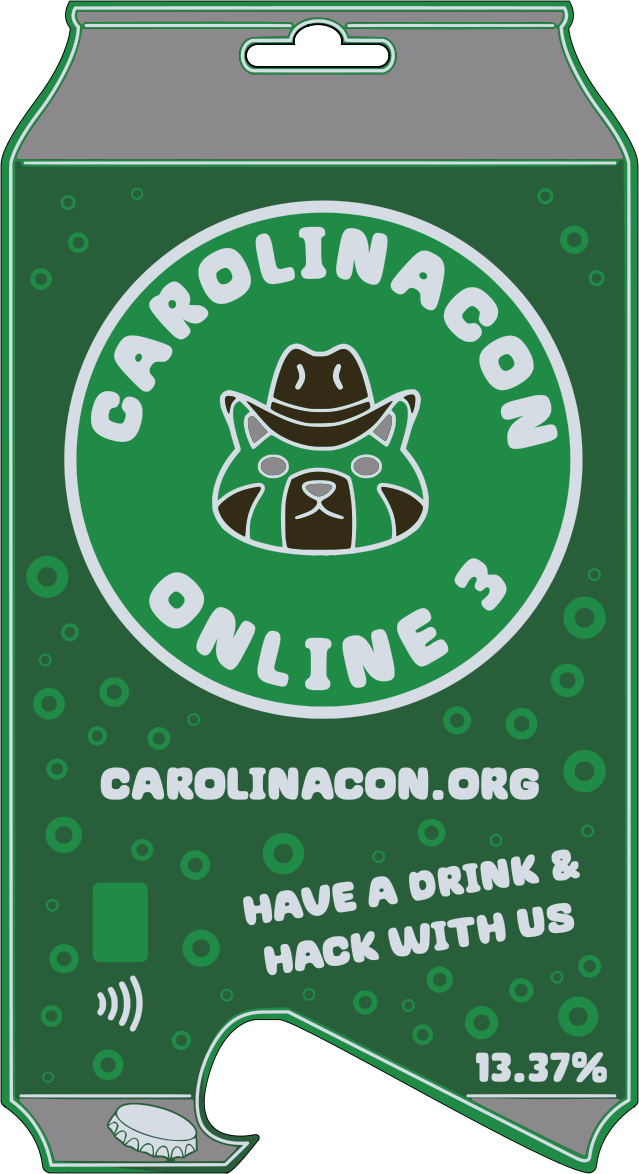 CAROLINACON
ONLINE 3
CAROLINACON.ORG
HAVE A DRINK &
HACK WITH US
13.37%